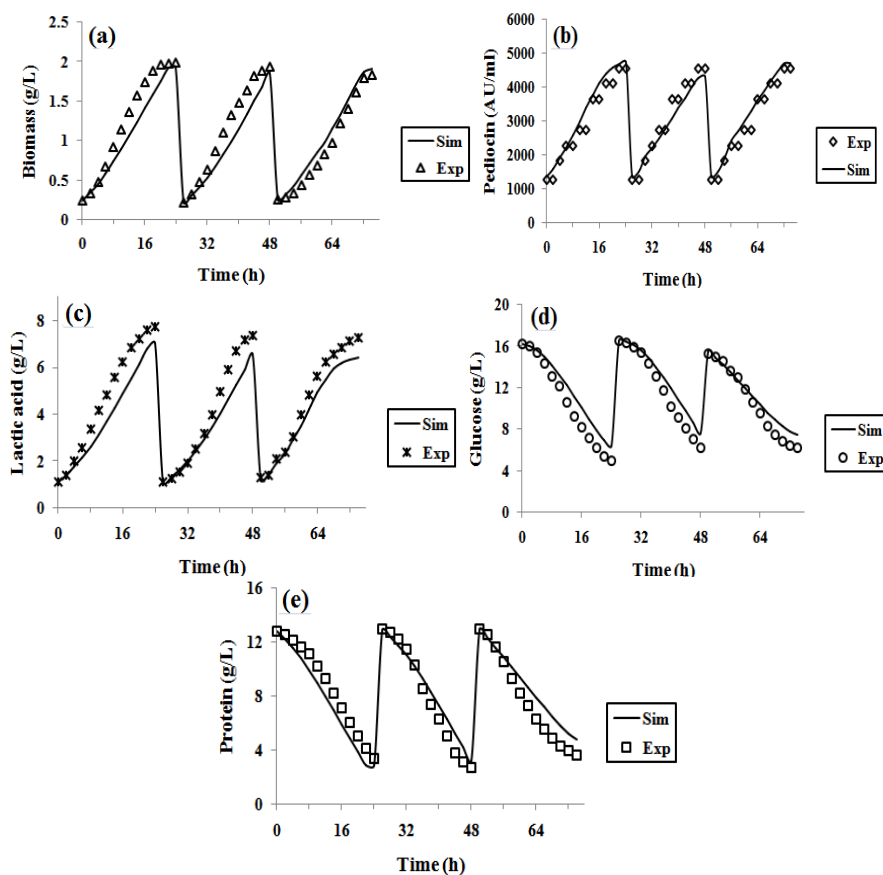 (a)
2.5
2
1.5
1
0.5
0
Biomass (g/L)
0 16 32 48 64
Time (h)
Sim
Exp
(b)
6000
5000
4000
3000
2000
1000
0
Pediocin (AU/ml)
0 16 32 48 64
Time (h)
Exp
Sim
(c)
8
6
4
2
0
Lactic acid (g/L)
0 16 32 48 64
Time (h)
Sim
Exp
(d)
20
16
12
8
4
0
Glucose (g/L)
0 16 32 48 64
Time (h)
Sim
Exp
(e)
16
12
8
4
0
Protein (g/L)
0 16 32 48 64
Time (h)
Sim
Exp